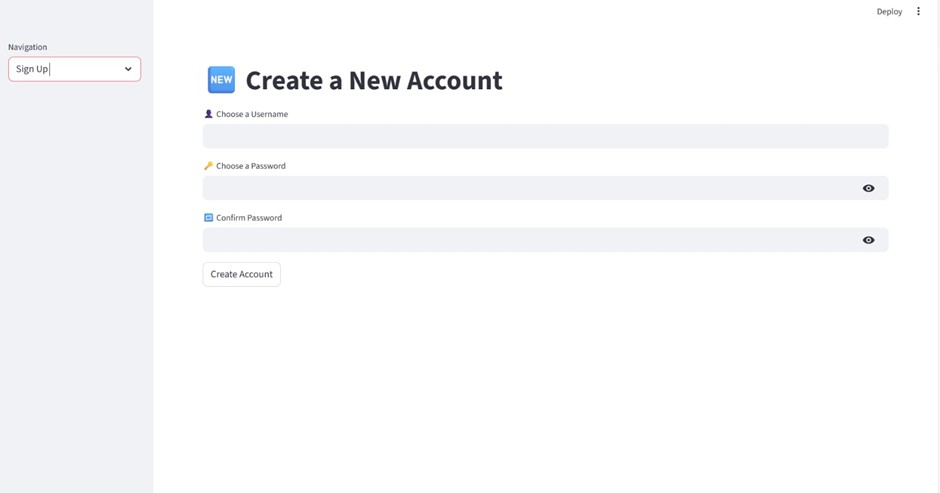 Deploy
Navigation
Sign Up
NEW
Create a New Account
Choose a Username
Choose a Password
Confirm Password
Create Account